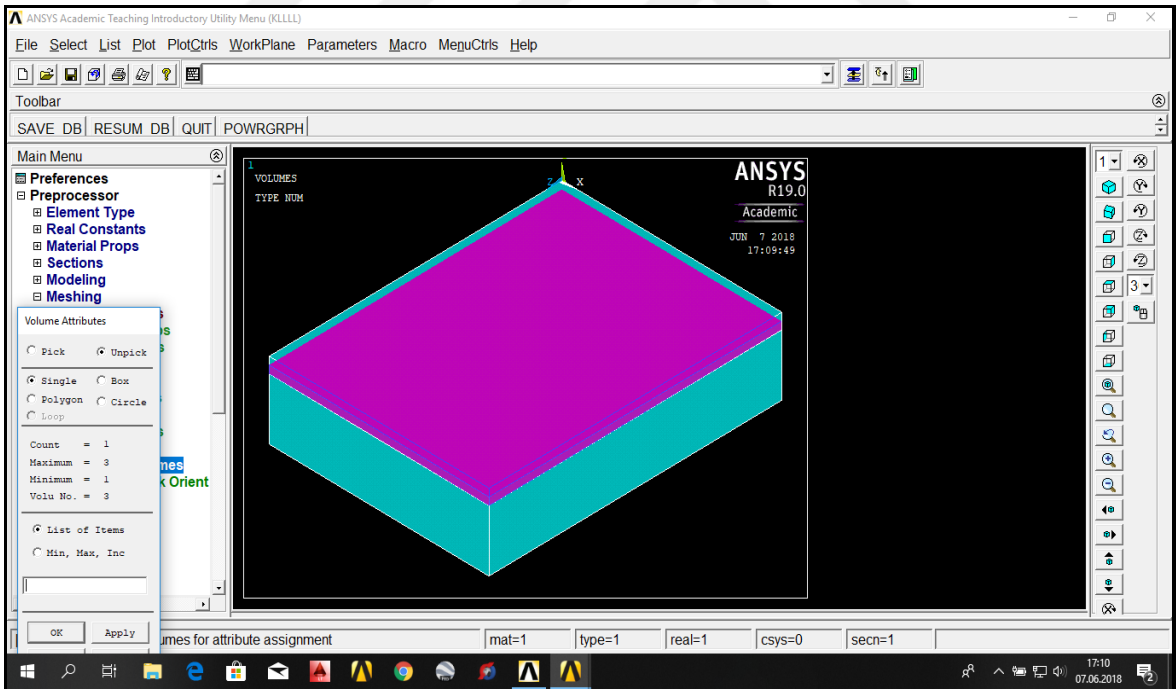 ANSYS Academic Teaching Introductory Utility Menu (KLLLL)
File Select List Plot PlotCtrls WorkPlane Parameters Macro MenuCtrls Help
Toolbar
SAVE_DB RESUM_DB QUIT POWRGRPH
Main Menu
Preferences
Preprocessor
Element Type
Real Constants
Material Props
Sections
Modeling
Meshing
Volume Attributes
Pick Unpick
Single Box
Polygon Circle
Loop
Count = 1
Maximum = 3
Minimum = 1
Volu No. = 3
List of Items
Min, Max, Inc
OK Apply
s
os
s
s
s
mes
k Orient
1
VOLUMES
TYPE NUM
Z X
ANSYS
R19.0
Academic
JUN 7 2018
17:09:49
1
3
umes for attribute assignment
mat=1 type=1 real=1 csys=0 secn=1
17:10
07.06.2018
2